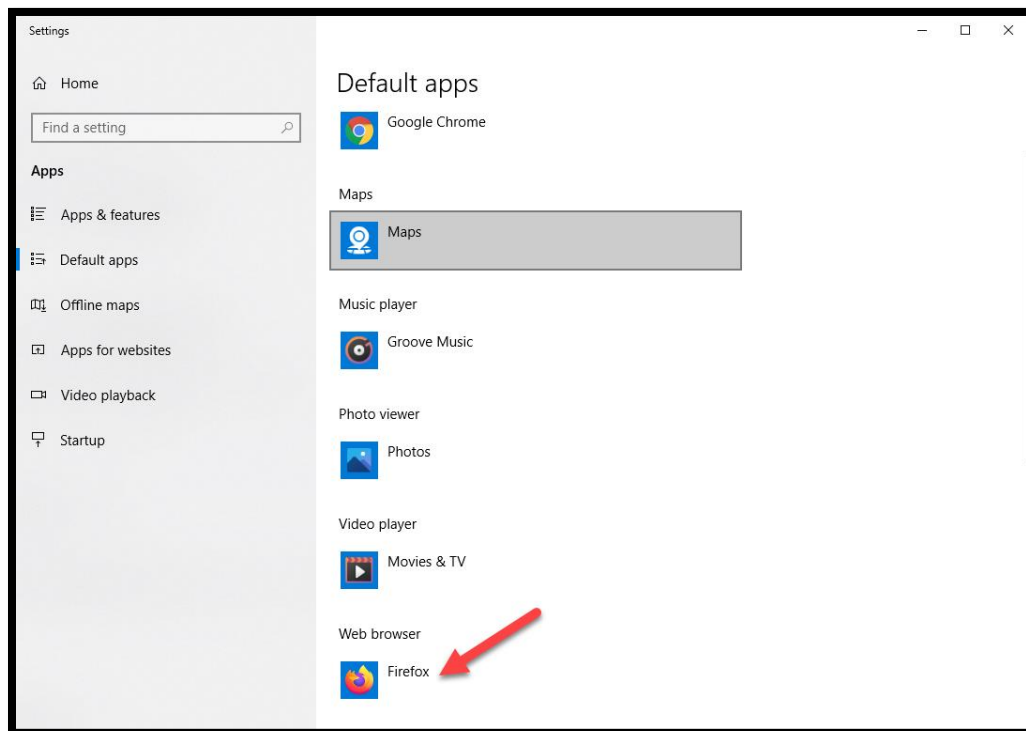 Settings
Home
Find a setting
Apps
Apps & features
Default apps
Offline maps
Apps for websites
Video playback
Startup
Default apps
Google Chrome
Maps
Maps
Music player
Groove Music
Photo viewer
Photos
Video player
Movies & TV
Web browser
Firefox